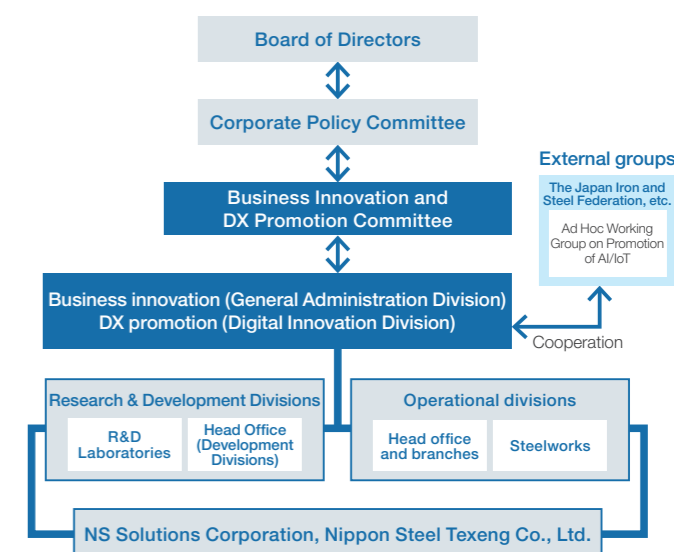 Board of Directors
Corporate Policy Committee
Business Innovation and
DX Promotion Committee
External groups
The Japan Iron and
Steel Federation, etc.
Ad Hoc Working
Group on Promotion
of AI/IoT
Business innovation (General Administration Division)
DX promotion (Digital Innovation Division)
Cooperation
Research & Development Divisions
R&D
Laboratories
Head Office
(Development
Divisions)
Operational divisions
Head office
and branches
Steelworks
NS Solutions Corporation, Nippon Steel Texeng Co., Ltd.